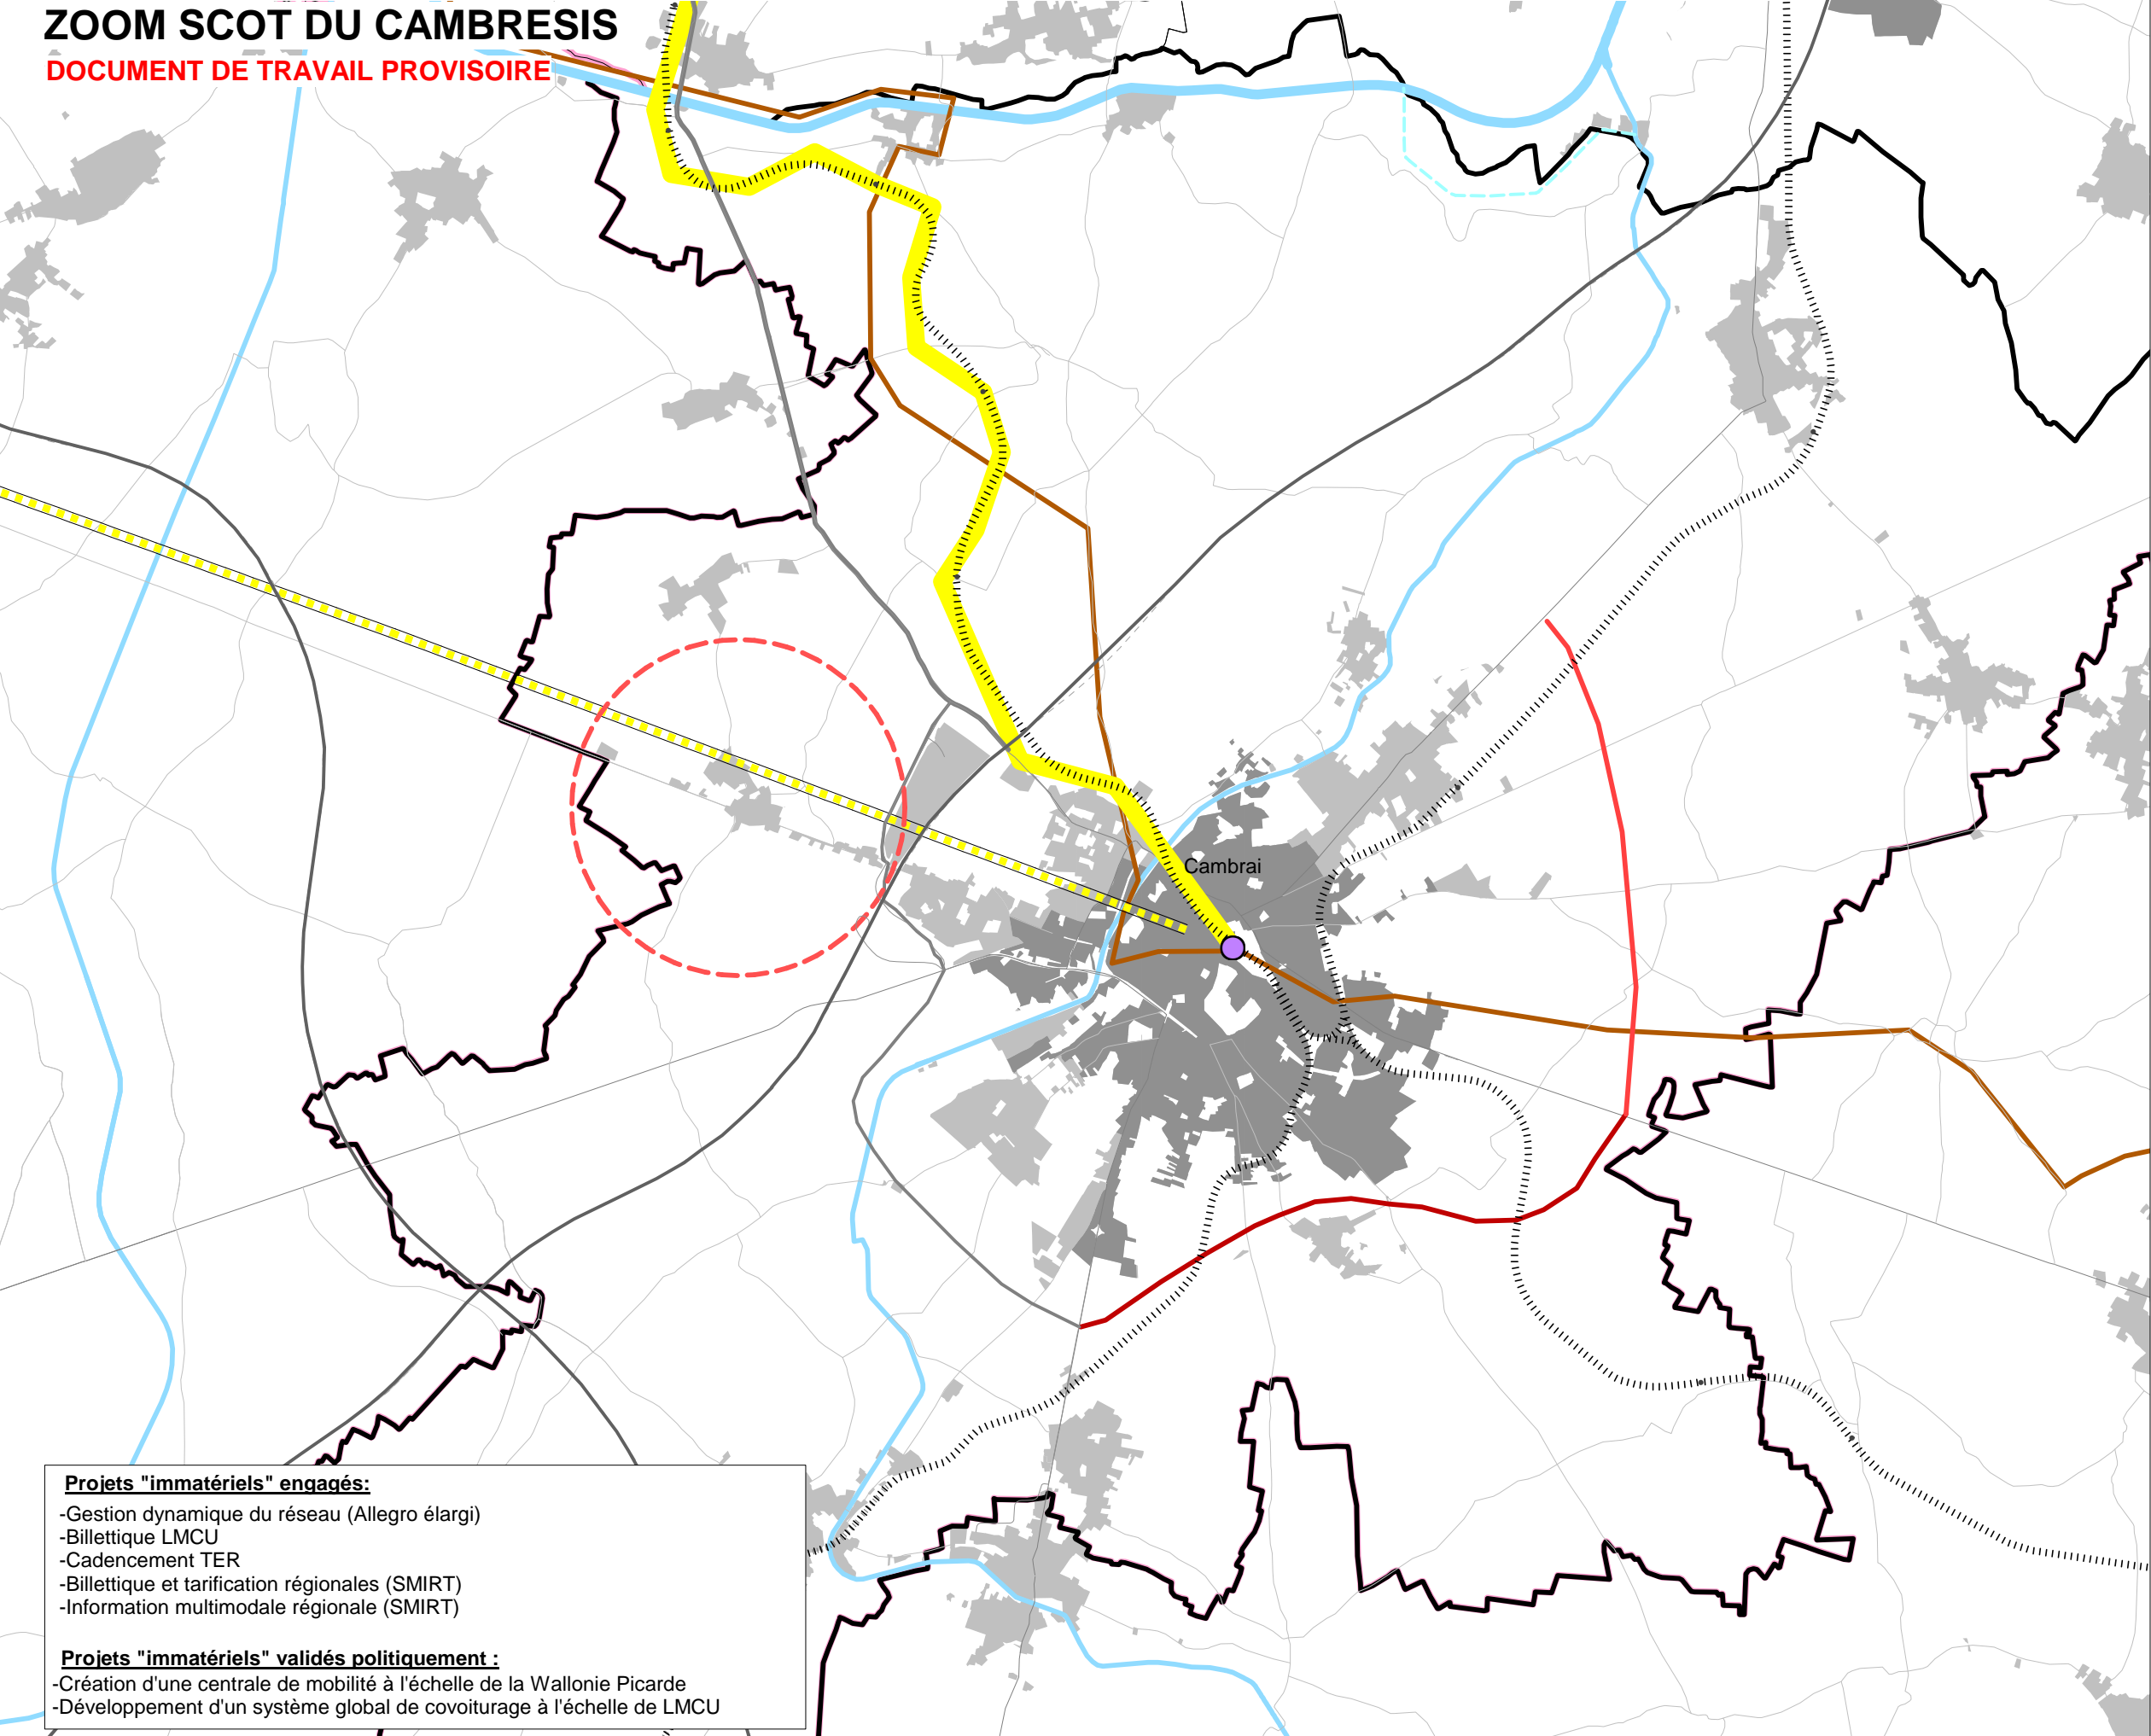 ZOOM SCOT DU CAMBRESIS
DOCUMENT DE TRAVAIL PROVISOIRE
Cambrai
Projets "immatériels" engagés:
-Gestion dynamique du réseau (Allegro élargi)
-Billettique LMCU
-Cadencement TER
-Billettique et tarification régionales (SMIRT)
-Information multimodale régionale (SMIRT)
Projets "immatériels" validés politiquement :
-Création d'une centrale de mobilité à l'échelle de la Wallonie Picarde
-Développement d'un système global de covoiturage à l'échelle de LMCU